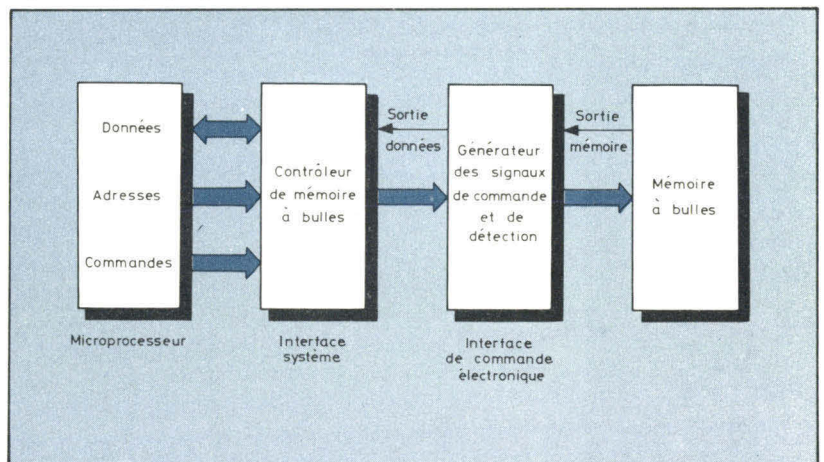 Données
Adresses
Commandes
Microprocesseur
Contrôleur
de mémoire
à bulles
Interface
système
Sortie
données
Générateur
des signaux
de commande
et de
détection
Interface
de commande
électronique
Sortie
mémoire
Mémoire
à bulles